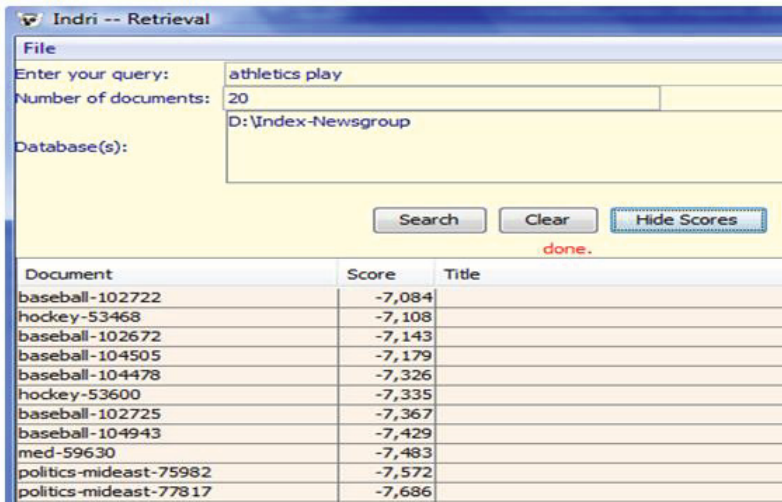 Indri -- Retrieval
File
Enter your query: athletics play
Number of documents: 20
Database(s): D:\Index-Newsgroup
Search Clear Hide Scores
done.
Document Score Title
baseball-102722 -7,084
hockey-53468 -7,108
baseball-102672 -7,143
baseball-104505 -7,179
baseball-104478 -7,326
hockey-53600 -7,335
baseball-102725 -7,367
baseball-104943 -7,429
med-59630 -7,483
politics-mideast-75982 -7,572
politics-mideast-77817 -7,686